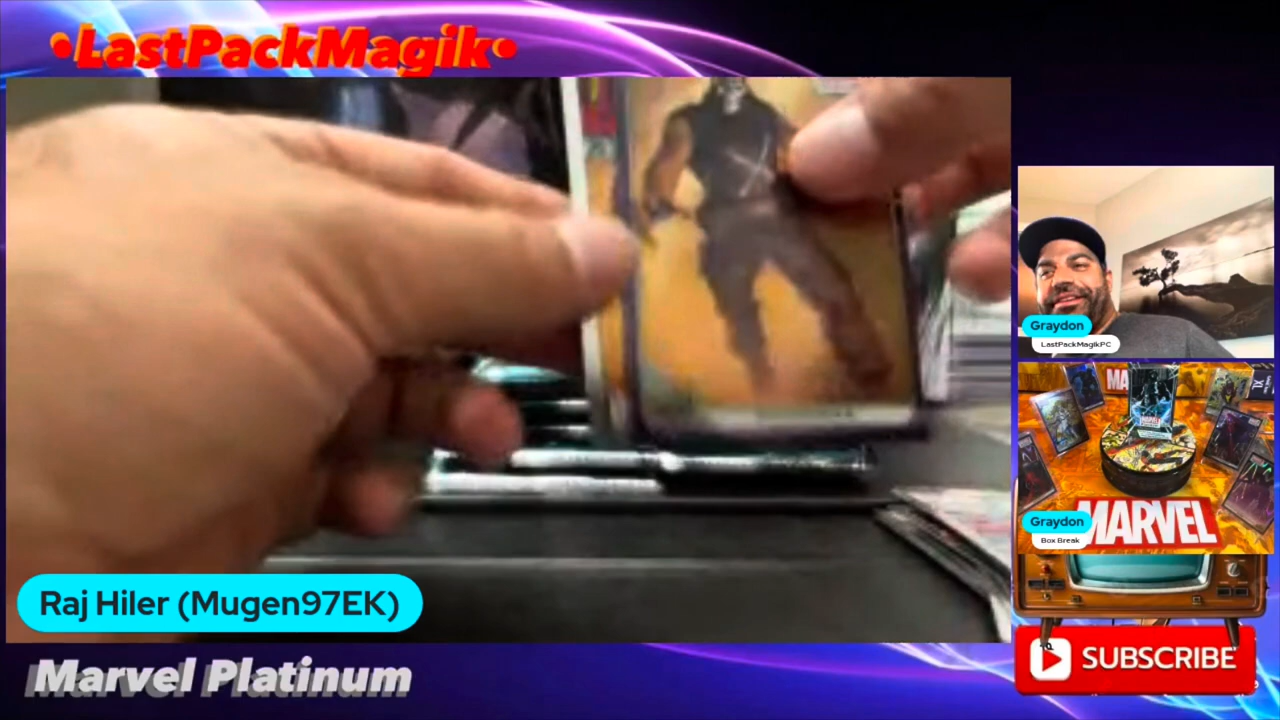 •LastPackMagik•
Graydon
LastPackMagikPC
Graydon
MARVEL
Box Break
Raj Hiler (Mugen97EK)
Marvel Platinum
SUBSCRIBE